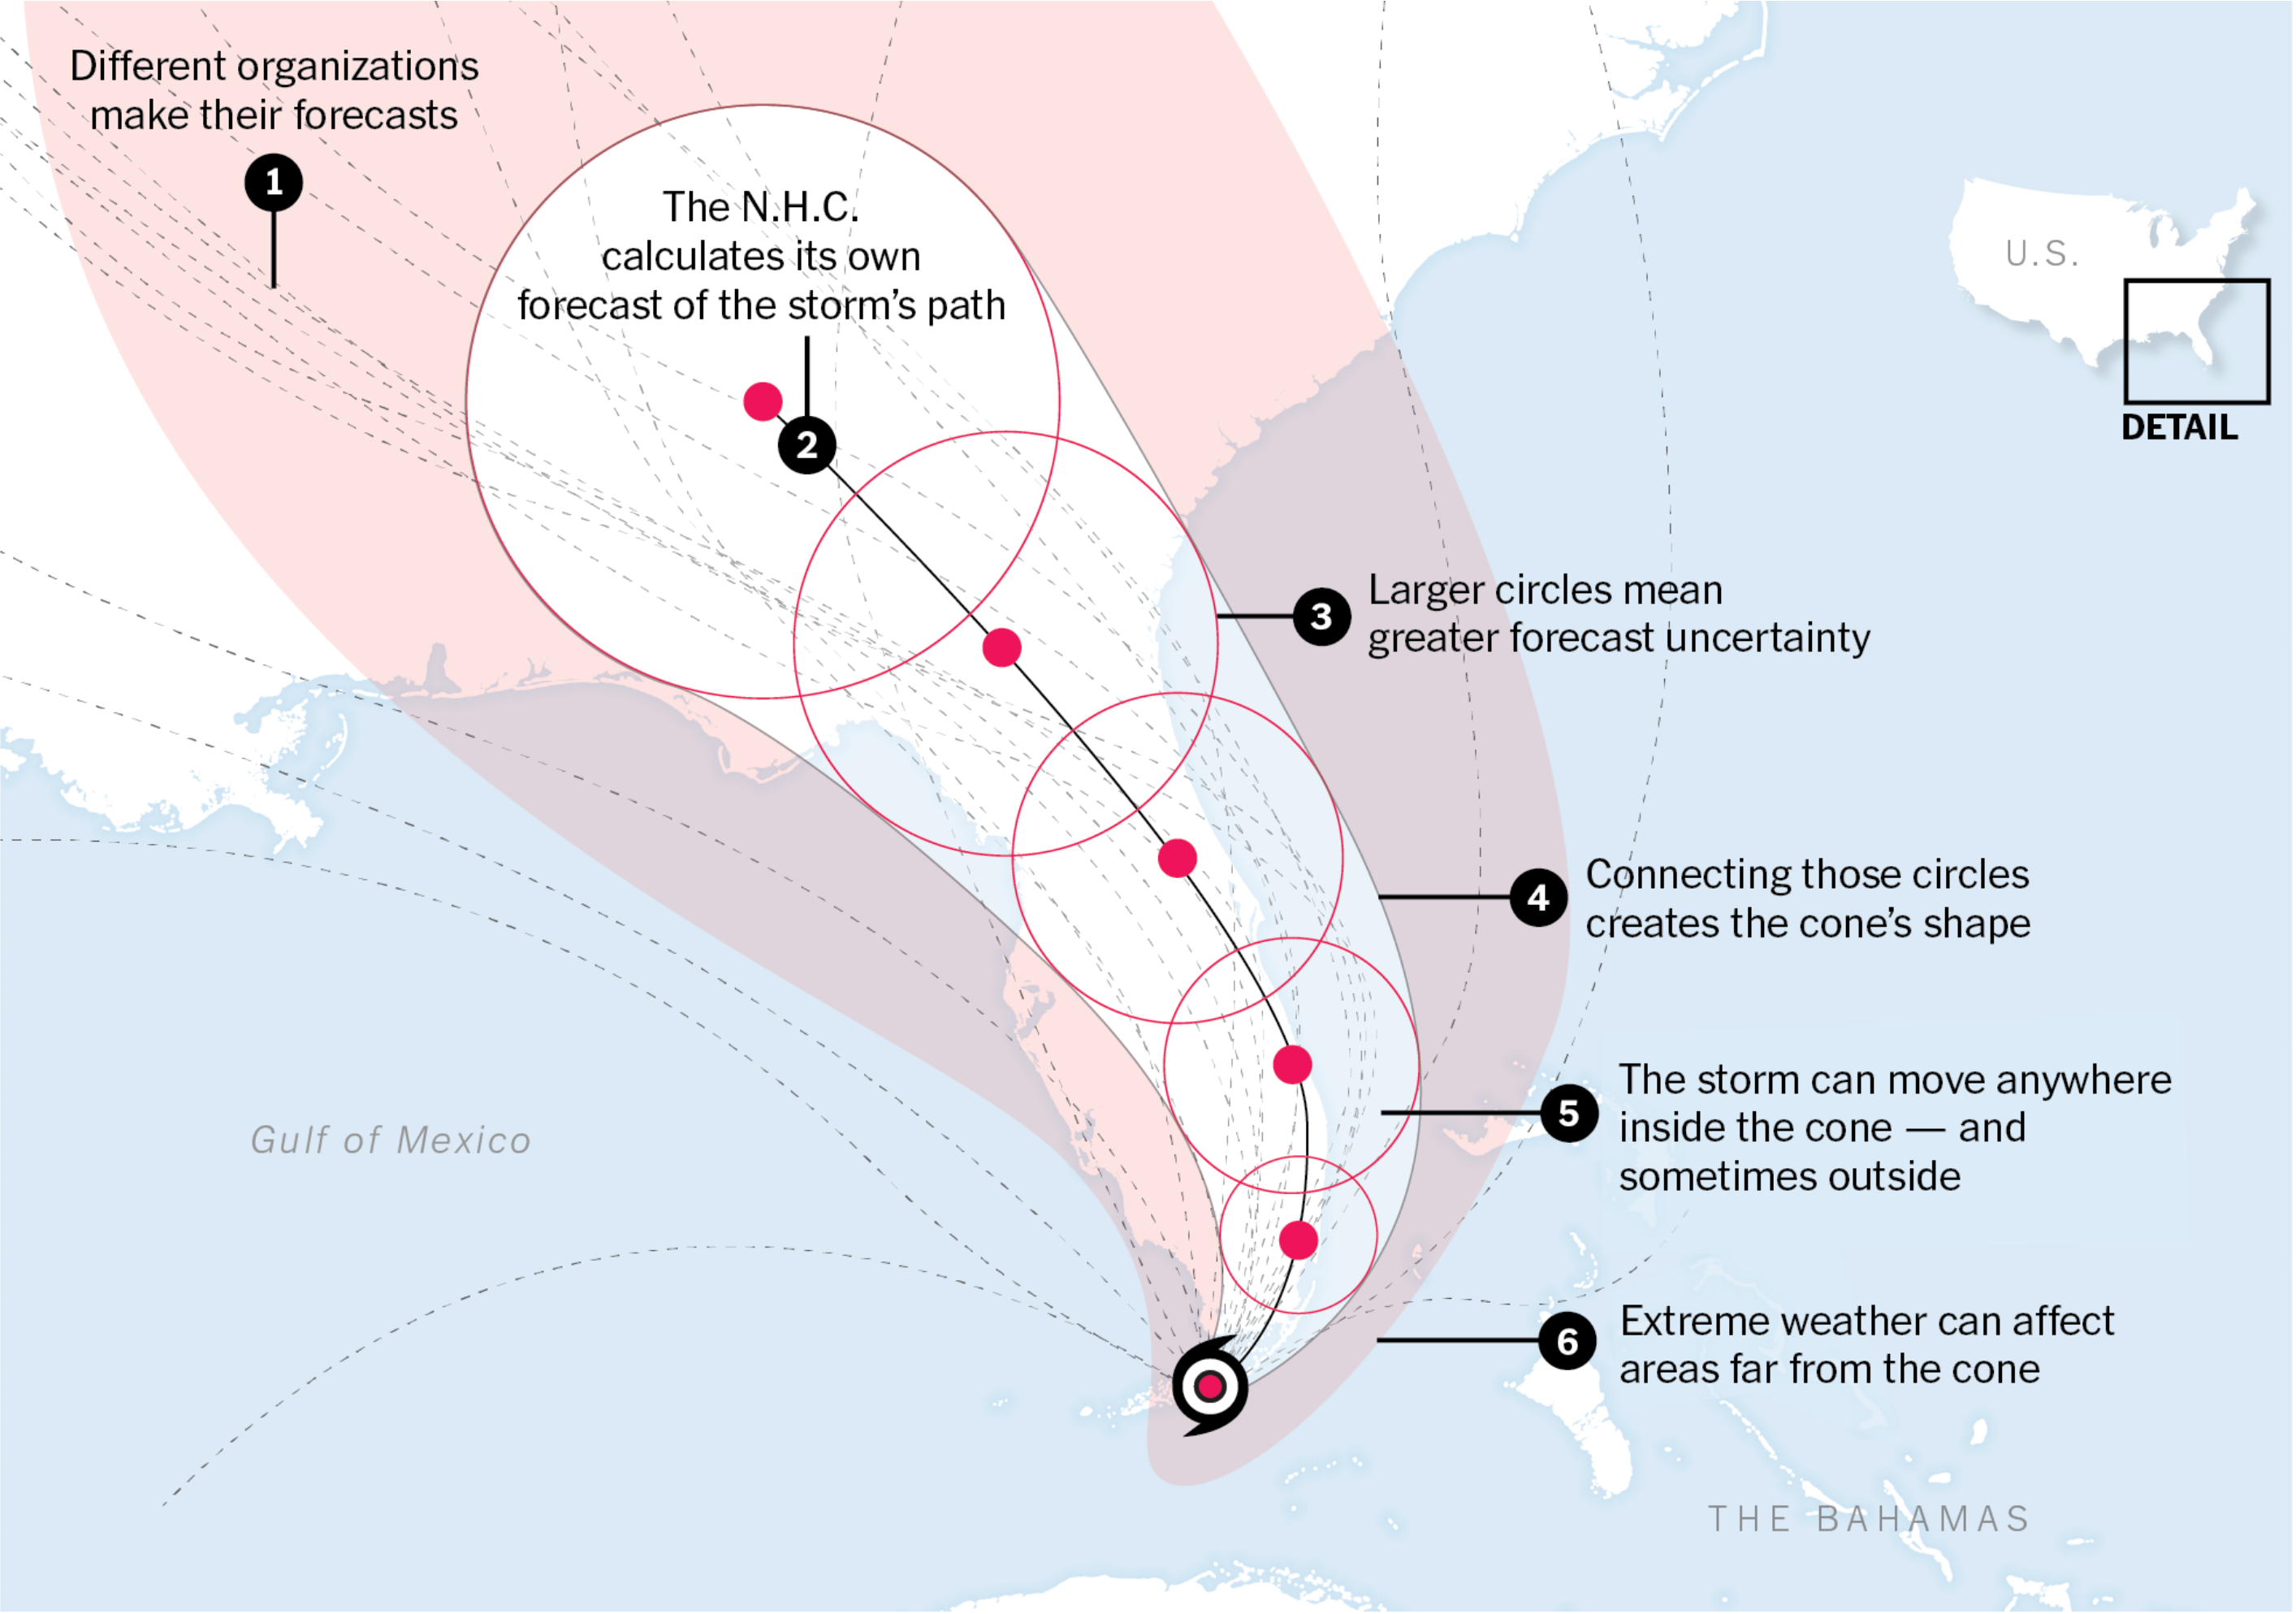 Different organizations
make their forecasts
1
The N.H.C.
calculates its own
forecast of the storm’s path
2
U.S.
DETAIL
3
Larger circles mean
greater forecast uncertainty
4
Connecting those circles
creates the cone’s shape
5
The storm can move anywhere
inside the cone — and
sometimes outside
Gulf of Mexico
6
Extreme weather can affect
areas far from the cone
THE BAHAMAS